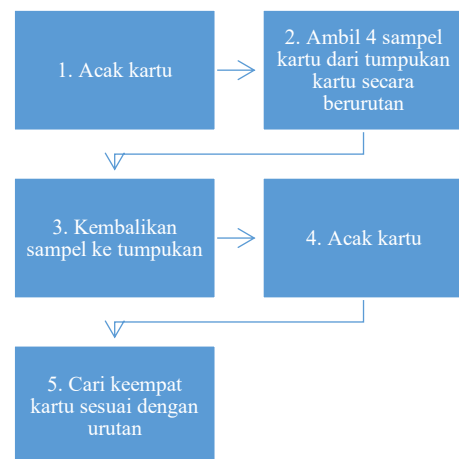 1. Acak kartu
2. Ambil 4 sampel
kartu dari tumpukan
kartu secara
berurutan
3. Kembalikan
sampel ke tumpukan
4. Acak kartu
5. Cari keempat
kartu sesuai dengan
urutan